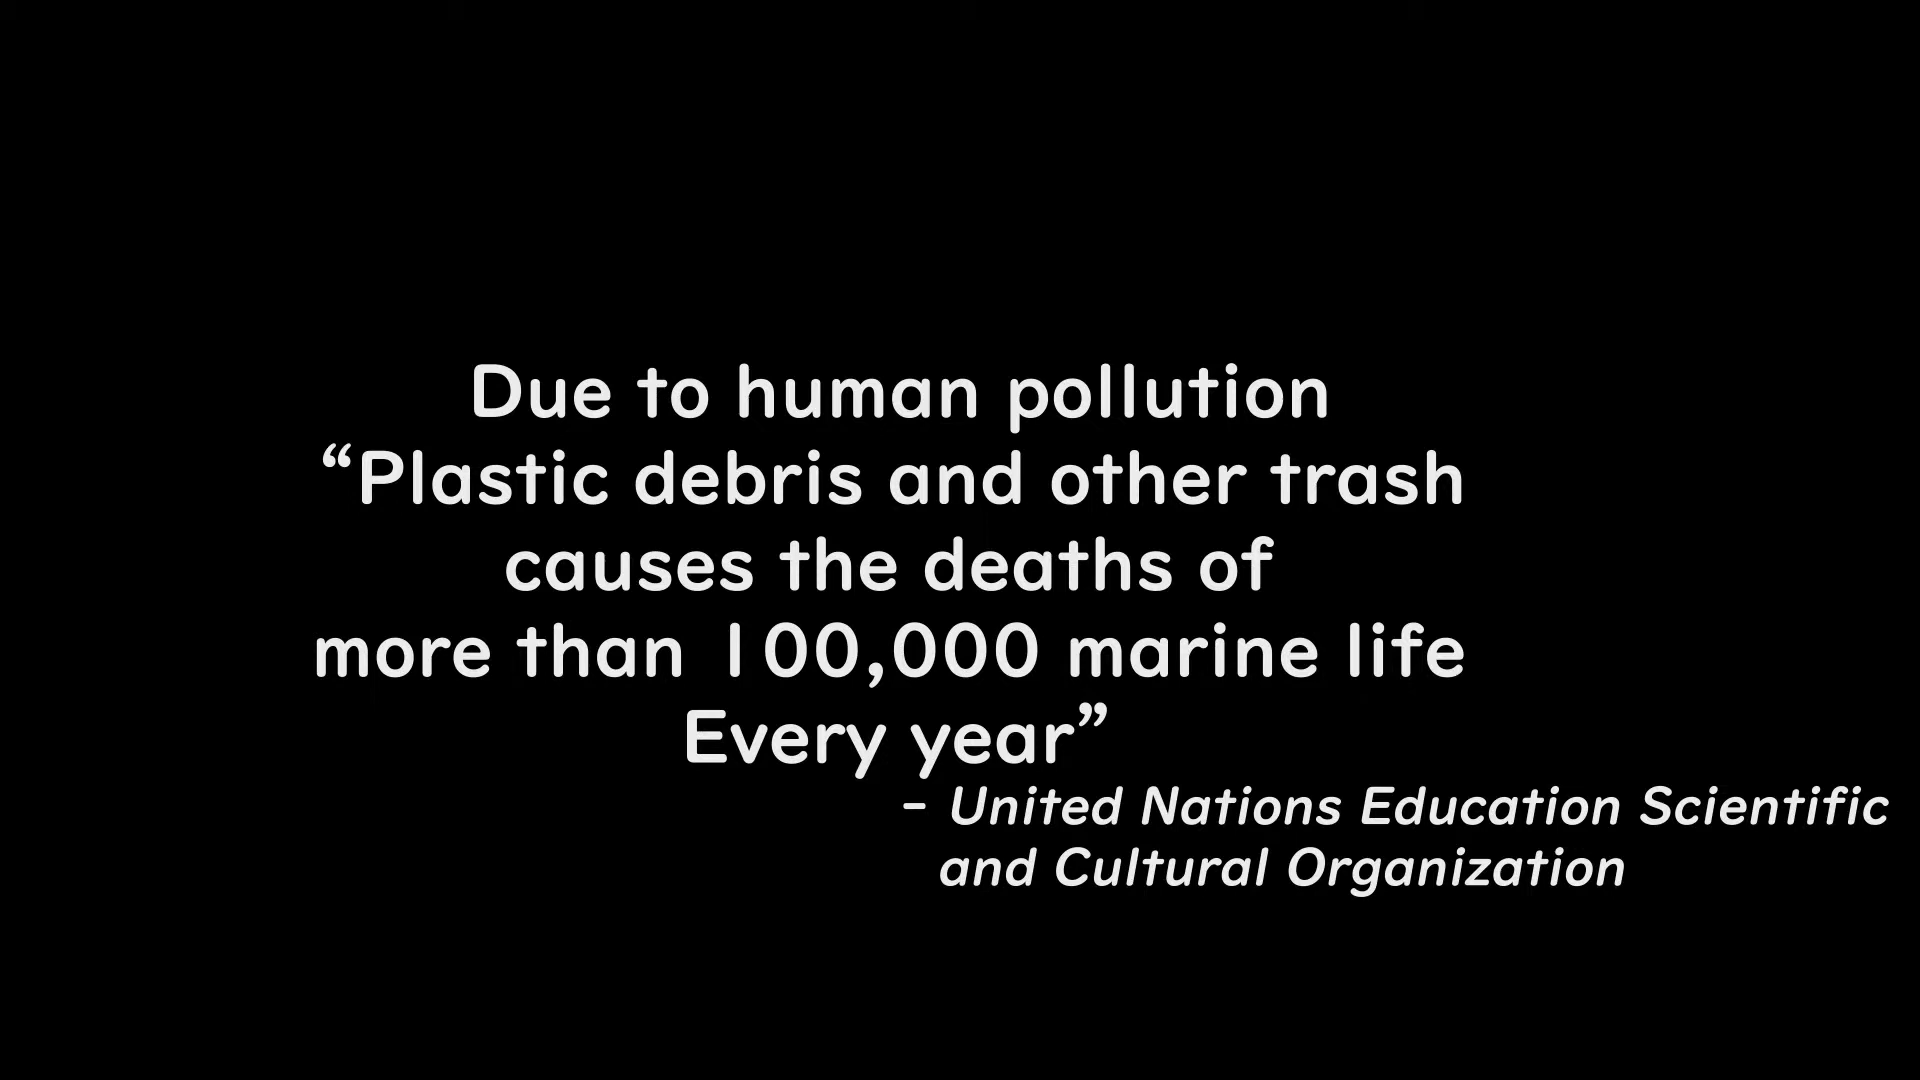 Due to human pollution
“Plastic debris and other trash
causes the deaths of
more than 100,000 marine life
Every year”
- United Nations Education Scientific
and Cultural Organization